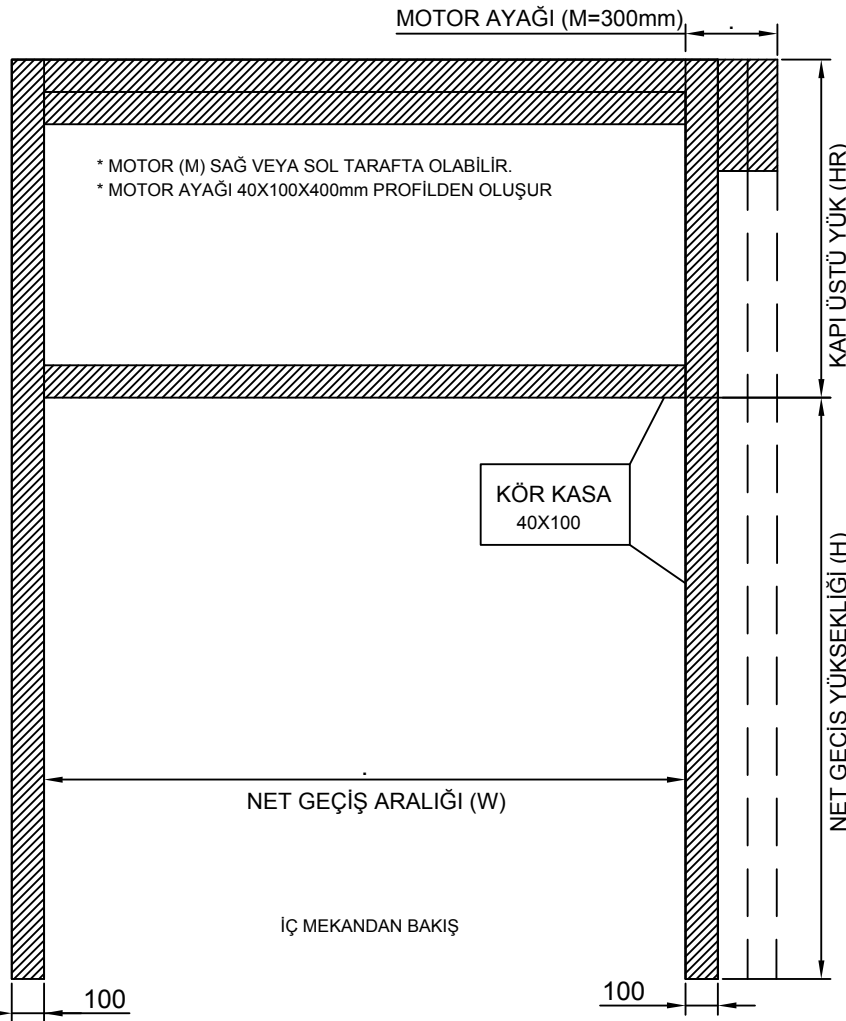 MOTOR AYAĞI (M=300mm)
* MOTOR (M) SAĞ VEYA SOL TARAFTA OLABİLİR.
* MOTOR AYAĞI 40X100X400mm PROFİLDEN OLUŞUR
KAPI ÜSTÜ YÜK (HR)
KÖR KASA
40X100
NET GEÇİS YÜKSEKLİĞİ (H)
NET GEÇİŞ ARALIĞI (W)
İÇ MEKANDAN BAKIŞ
100
100